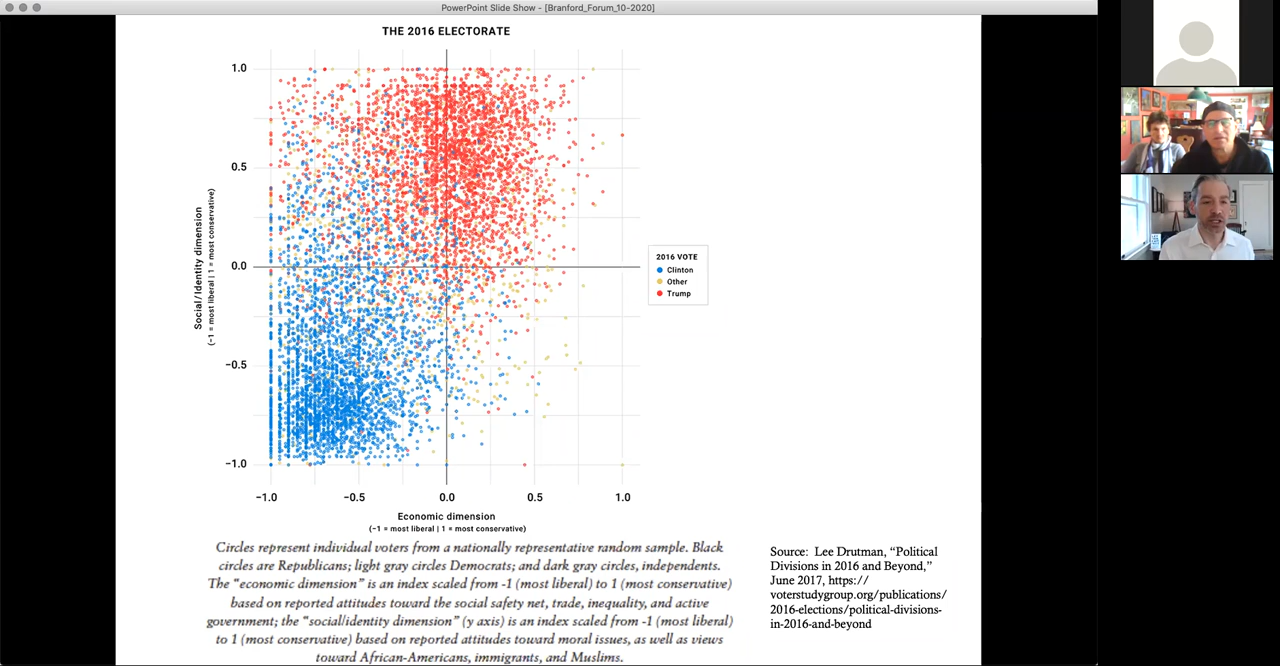 PowerPoint Slide Show - [Branford_Forum_10-2020]
THE 2016 ELECTORATE
1.0
0.5
0.0
−0.5
−1.0
Social/Identity dimension
(−1 = most liberal | 1 = most conservative)
−1.0
−0.5
0.0
0.5
1.0
Economic dimension
(−1 = most liberal | 1 = most conservative)
2016 VOTE
Clinton
Other
Trump
Circles represent individual voters from a nationally representative random sample. Black
circles are Republicans; light gray circles Democrats; and dark gray circles, independents.
The “economic dimension” is an index scaled from -1 (most liberal) to 1 (most conservative)
based on reported attitudes toward the social safety net, trade, inequality, and active
government; the “social/identity dimension” (y axis) is an index scaled from -1 (most liberal)
to 1 (most conservative) based on reported attitudes toward moral issues, as well as views
toward African-Americans, immigrants, and Muslims.
Source: Lee Drutman, “Political
Divisions in 2016 and Beyond,”
June 2017, https://
voterstudygroup.org/publications/
2016-elections/political-divisions-
in-2016-and-beyond